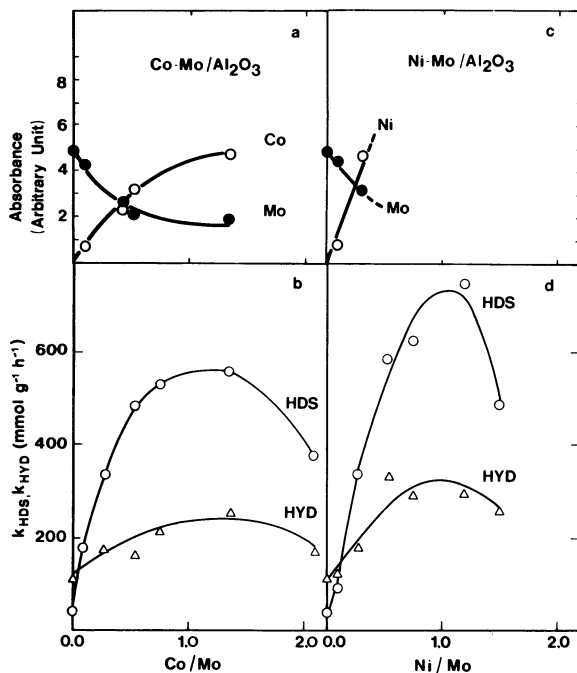 a
Co-Mo/Al2O3
8
6
4
2
Absorbance
(Arbitrary Unit)
Co
Mo
c
Ni-Mo/Al2O3
Ni
Mo
b
600
400
200
kHDS, kHYD (mmol g-1 h-1)
HDS
HYD
0.0 1.0 2.0
Co/Mo
d
HDS
HYD
0.0 1.0 2.0
Ni/Mo